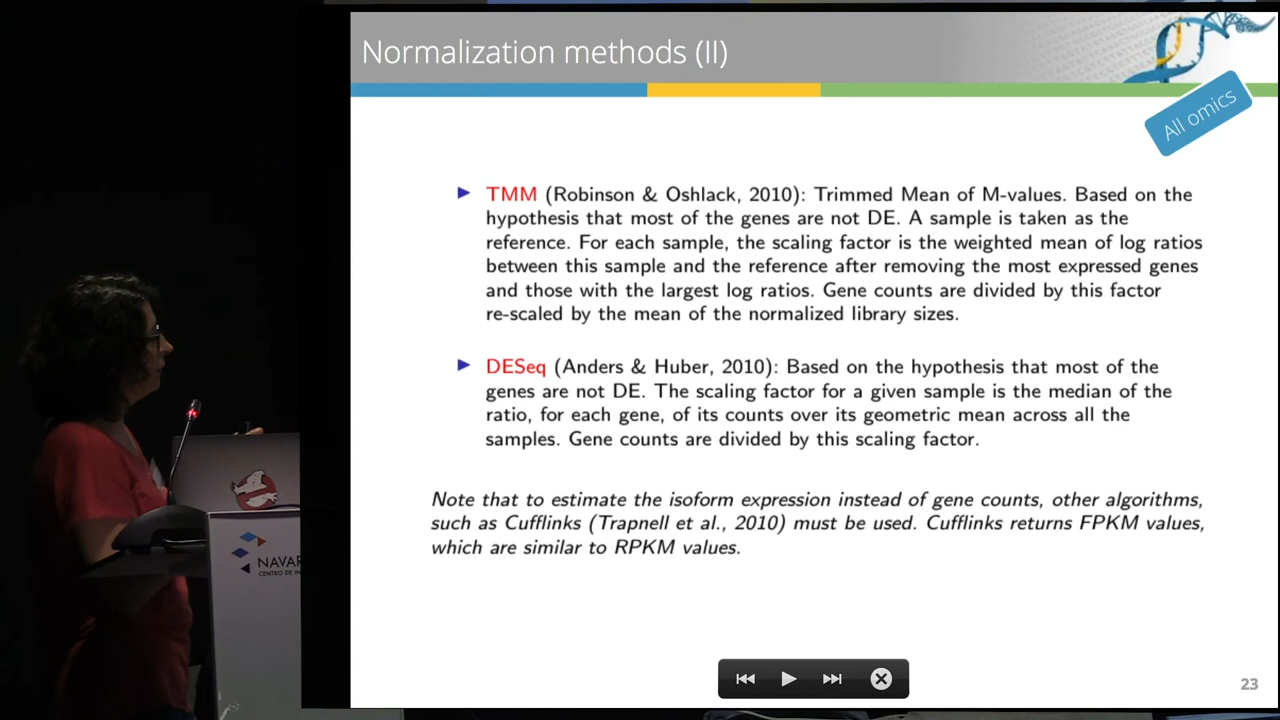 Normalization methods (II)
All omics
► TMM (Robinson & Oshlack, 2010): Trimmed Mean of M-values. Based on the
hypothesis that most of the genes are not DE. A sample is taken as the
reference. For each sample, the scaling factor is the weighted mean of log ratios
between this sample and the reference after removing the most expressed genes
and those with the largest log ratios. Gene counts are divided by this factor
re-scaled by the mean of the normalized library sizes.
► DESeq (Anders & Huber, 2010): Based on the hypothesis that most of the
genes are not DE. The scaling factor for a given sample is the median of the
ratio, for each gene, of its counts over its geometric mean across all the
samples. Gene counts are divided by this scaling factor.
Note that to estimate the isoform expression instead of gene counts, other algorithms,
such as Cufflinks (Trapnell et al., 2010) must be used. Cufflinks returns FPKM values,
which are similar to RPKM values.
NAVAR
CENTRO DE IN
23